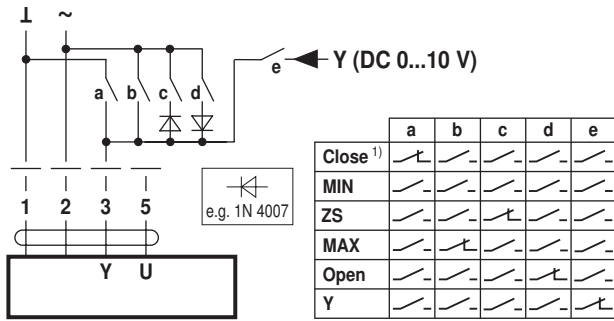 ⊥ ~
e Y (DC 0...10 V)
a b c d
1 2 3 5
e.g. 1N 4007
Y U
a b c d e
Close 1)
MIN
ZS
MAX
Open
Y